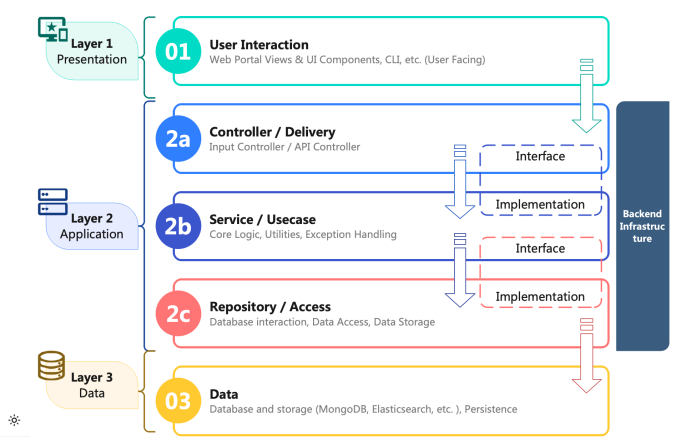 Layer 1
Presentation
01
User Interaction
Web Portal Views & UI Components, CLI, etc. (User Facing)
2a
Controller / Delivery
Input Controller / API Controller
Interface
Implementation
Layer 2
Application
2b
Service / Usecase
Core Logic, Utilities, Exception Handling
Backend
Infrastruc
ture
Interface
Implementation
2c
Repository / Access
Database interaction, Data Access, Data Storage
Layer 3
Data
03
Data
Database and storage (MongoDB, Elasticsearch, etc. ), Persistence